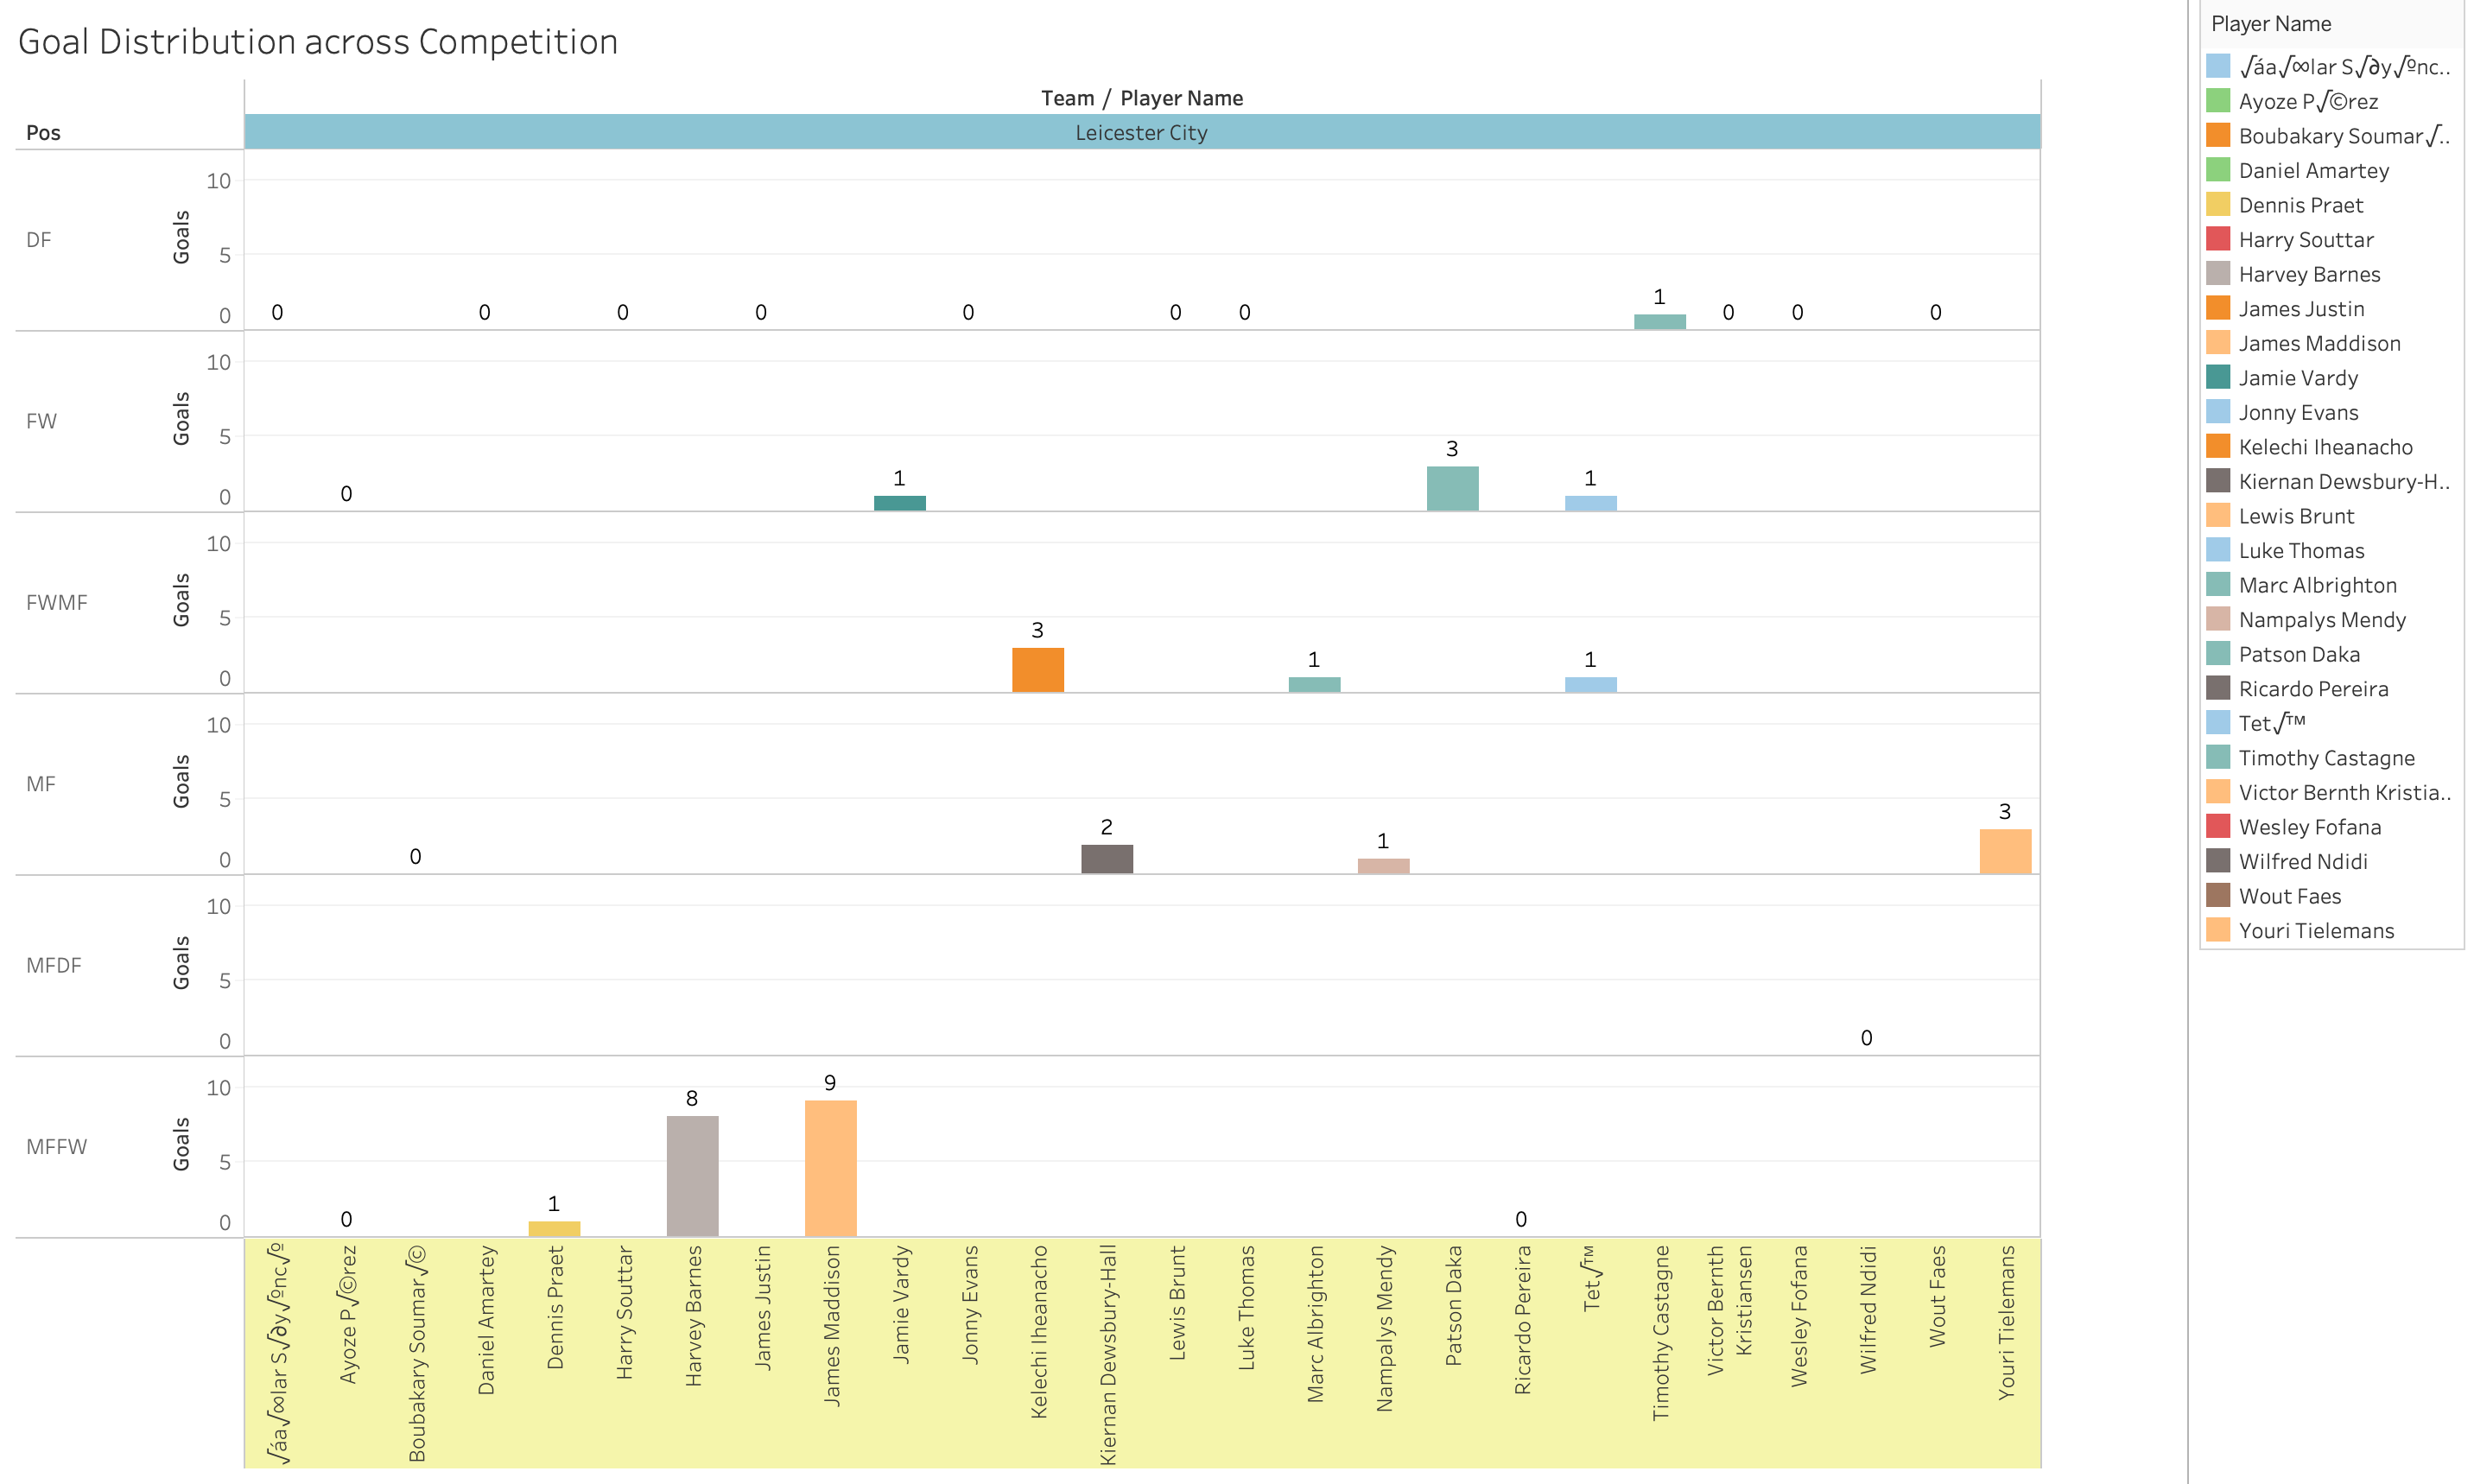 Goal Distribution across Competition
Team / Player Name
Pos
Leicester City
DF
Goals
10
5
0
0 0 0 0 0 0 0 1 0 0 0
FW
Goals
10
5
0
0 1 3 1
FWMF
Goals
10
5
0
3 1 1
MF
Goals
10
5
0
0 2 1 3
MFDF
Goals
10
5
0
0
MFFW
Goals
10
5
0
0 1 8 9 0
√áa√∞lar S√∂y√ºnc√º
Ayoze P√©rez
Boubakary Soumar√©
Daniel Amartey
Dennis Praet
Harry Souttar
Harvey Barnes
James Justin
James Maddison
Jamie Vardy
Jonny Evans
Kelechi Iheanacho
Kiernan Dewsbury-Hall
Lewis Brunt
Luke Thomas
Marc Albrighton
Nampalys Mendy
Patson Daka
Ricardo Pereira
Tet√™
Timothy Castagne
Victor Bernth
Kristiansen
Wesley Fofana
Wilfred Ndidi
Wout Faes
Youri Tielemans
Player Name
√áa√∞lar S√∂y√ºnc..
Ayoze P√©rez
Boubakary Soumar√..
Daniel Amartey
Dennis Praet
Harry Souttar
Harvey Barnes
James Justin
James Maddison
Jamie Vardy
Jonny Evans
Kelechi Iheanacho
Kiernan Dewsbury-H..
Lewis Brunt
Luke Thomas
Marc Albrighton
Nampalys Mendy
Patson Daka
Ricardo Pereira
Tet√™
Timothy Castagne
Victor Bernth Kristia..
Wesley Fofana
Wilfred Ndidi
Wout Faes
Youri Tielemans